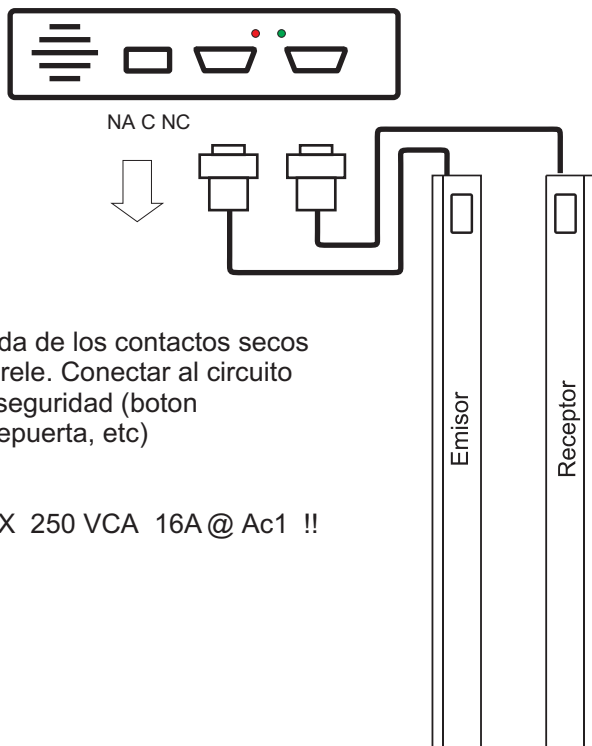 NA C NC
da de los contactos secos
rele. Conectar al circuito
seguridad (boton
epuerta, etc)
X 250 VCA 16A @ Ac1 !!
Emisor
Receptor